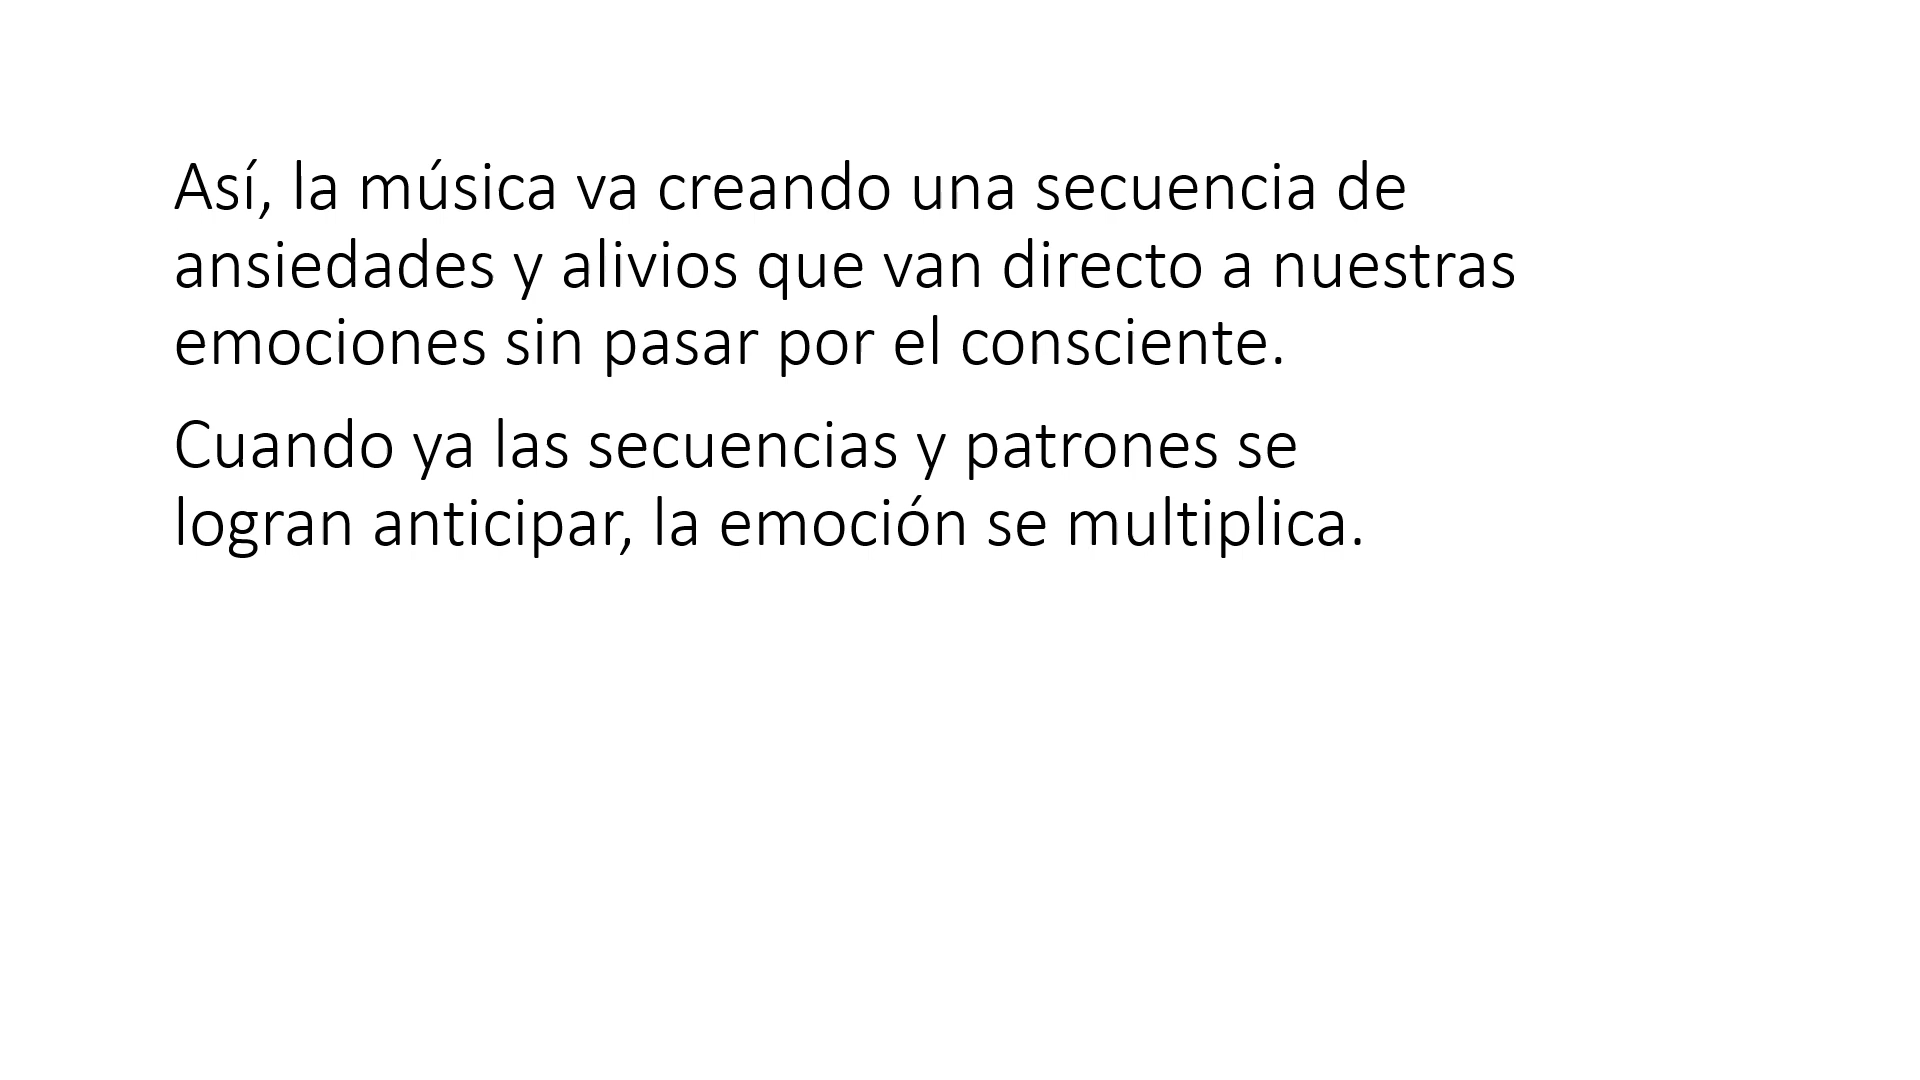 Así, la música va creando una secuencia de
ansiedades y alivios que van directo a nuestras
emociones sin pasar por el consciente.
Cuando ya las secuencias y patrones se
logran anticipar, la emoción se multiplica.